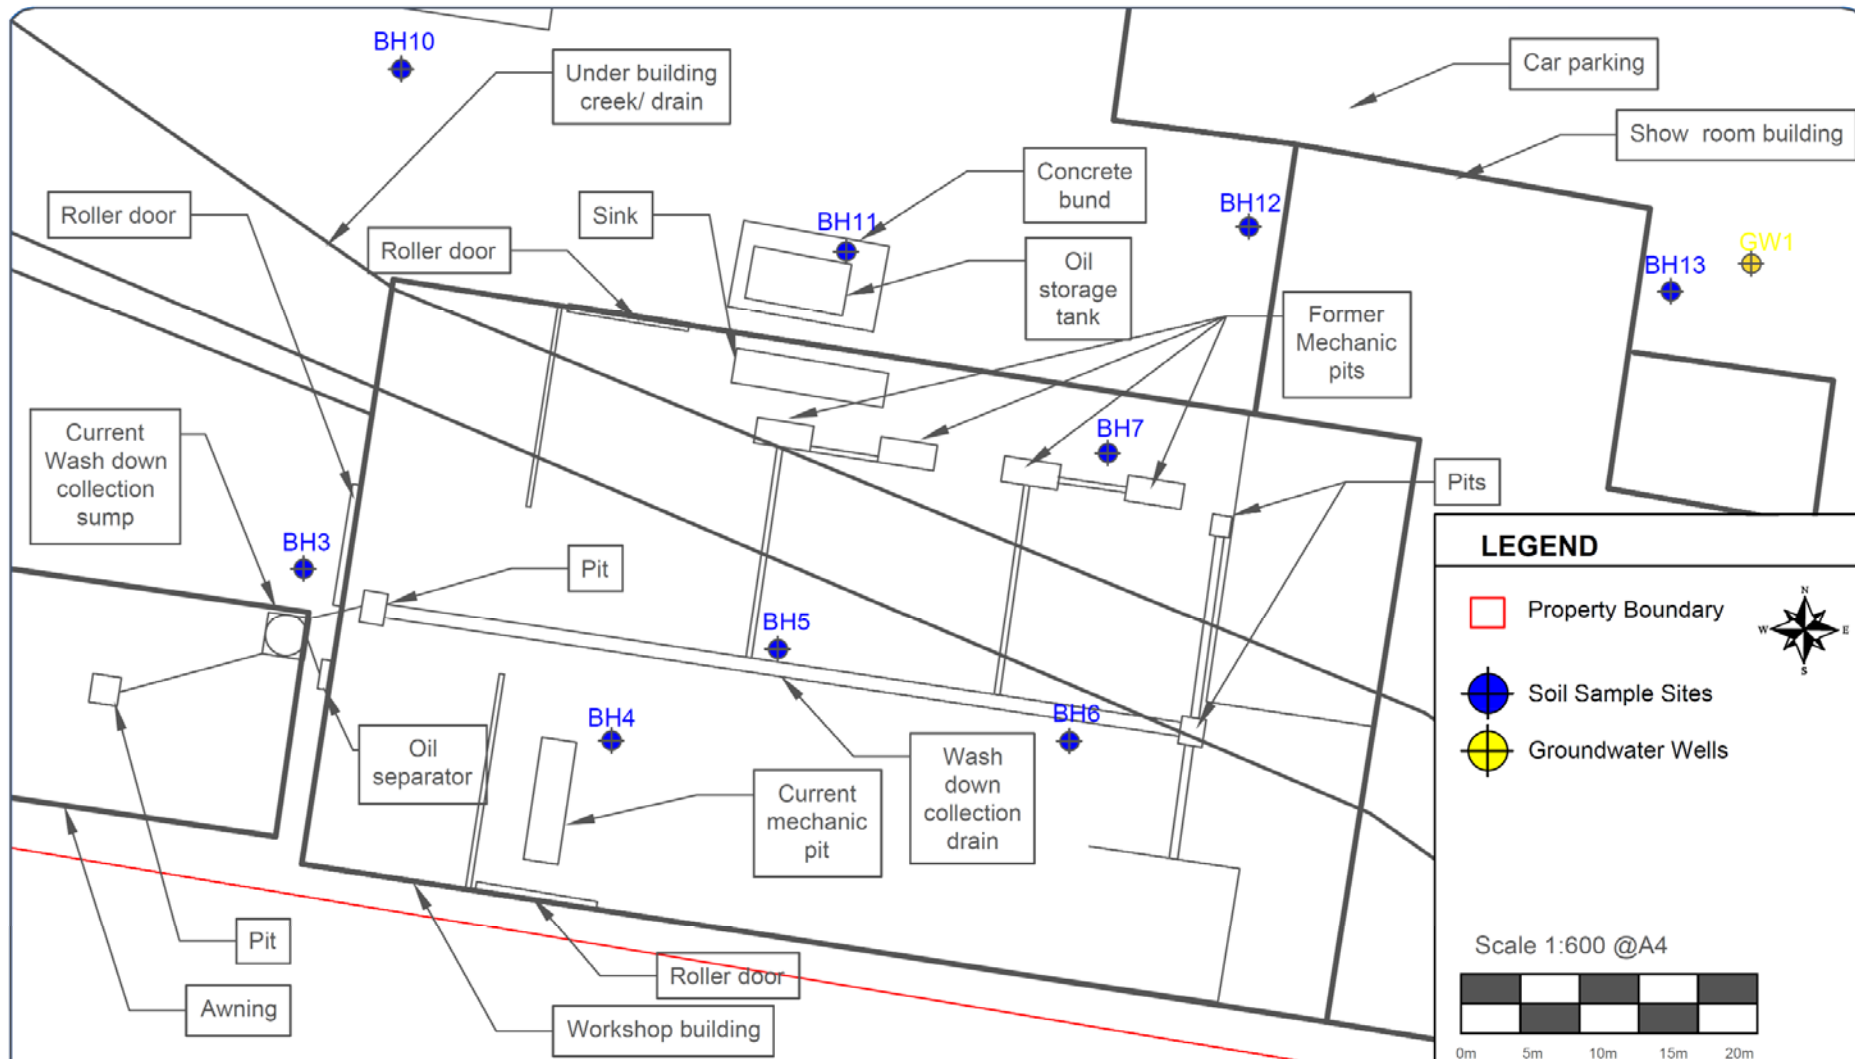 BH10
Under building
creek/ drain
Car parking
Show room building
Roller door
Roller door
Sink
BH11
Concrete
bund
Oil
storage
tank
BH12
GW1
BH13
Former
Mechanic
pits
Current
Wash down
collection
sump
BH3
Pit
BH7
Pits
BH5
BH4
BH6
Oil
separator
Current
mechanic
pit
Wash
down
collection
drain
Pit
Awning
Roller door
Workshop building
LEGEND
Property Boundary
N
W E
S
Soil Sample Sites
Groundwater Wells
Scale 1:600 @A4
0m 5m 10m 15m 20m